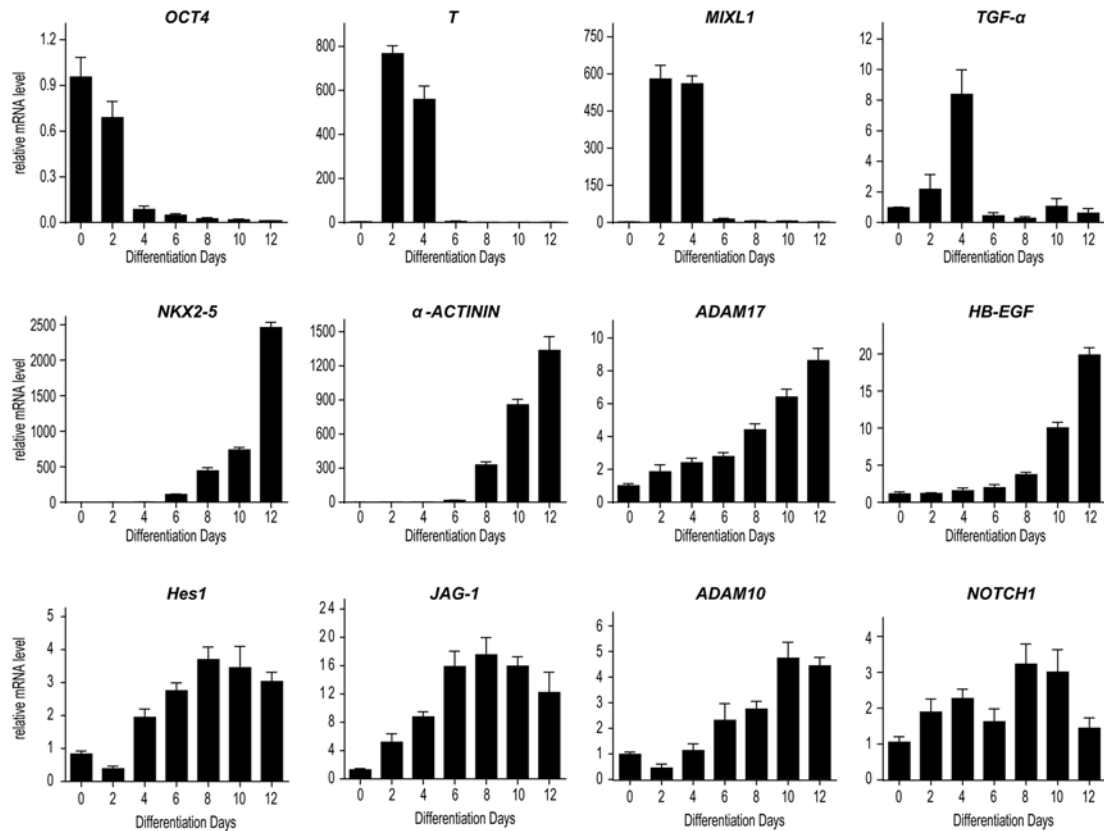 OCT4
relative mRNA level
1.2
0.9
0.6
0.3
0.0
0 2 4 6 8 10 12
Differentiation Days
T
800
600
400
200
0
0 2 4 6 8 10 12
Differentiation Days
MIXL1
750
600
450
300
150
0
0 2 4 6 8 10 12
Differentiation Days
TGF-α
12
10
8
6
4
2
0
0 2 4 6 8 10 12
Differentiation Days
NKX2-5
relative mRNA level
2500
2000
1500
1000
500
0
0 2 4 6 8 10 12
Differentiation Days
α -ACTININ
1500
1200
900
600
300
0
0 2 4 6 8 10 12
Differentiation Days
ADAM17
10
8
6
4
2
0
0 2 4 6 8 10 12
Differentiation Days
HB-EGF
20
15
10
5
0
0 2 4 6 8 10 12
Differentiation Days
Hes1
relative mRNA level
5
4
3
2
1
0
0 2 4 6 8 10 12
Differentiation Days
JAG-1
24
20
16
12
8
4
0
0 2 4 6 8 10 12
Differentiation Days
ADAM10
6
5
4
3
2
1
0
0 2 4 6 8 10 12
Differentiation Days
NOTCH1
4
3
2
1
0
0 2 4 6 8 10 12
Differentiation Days